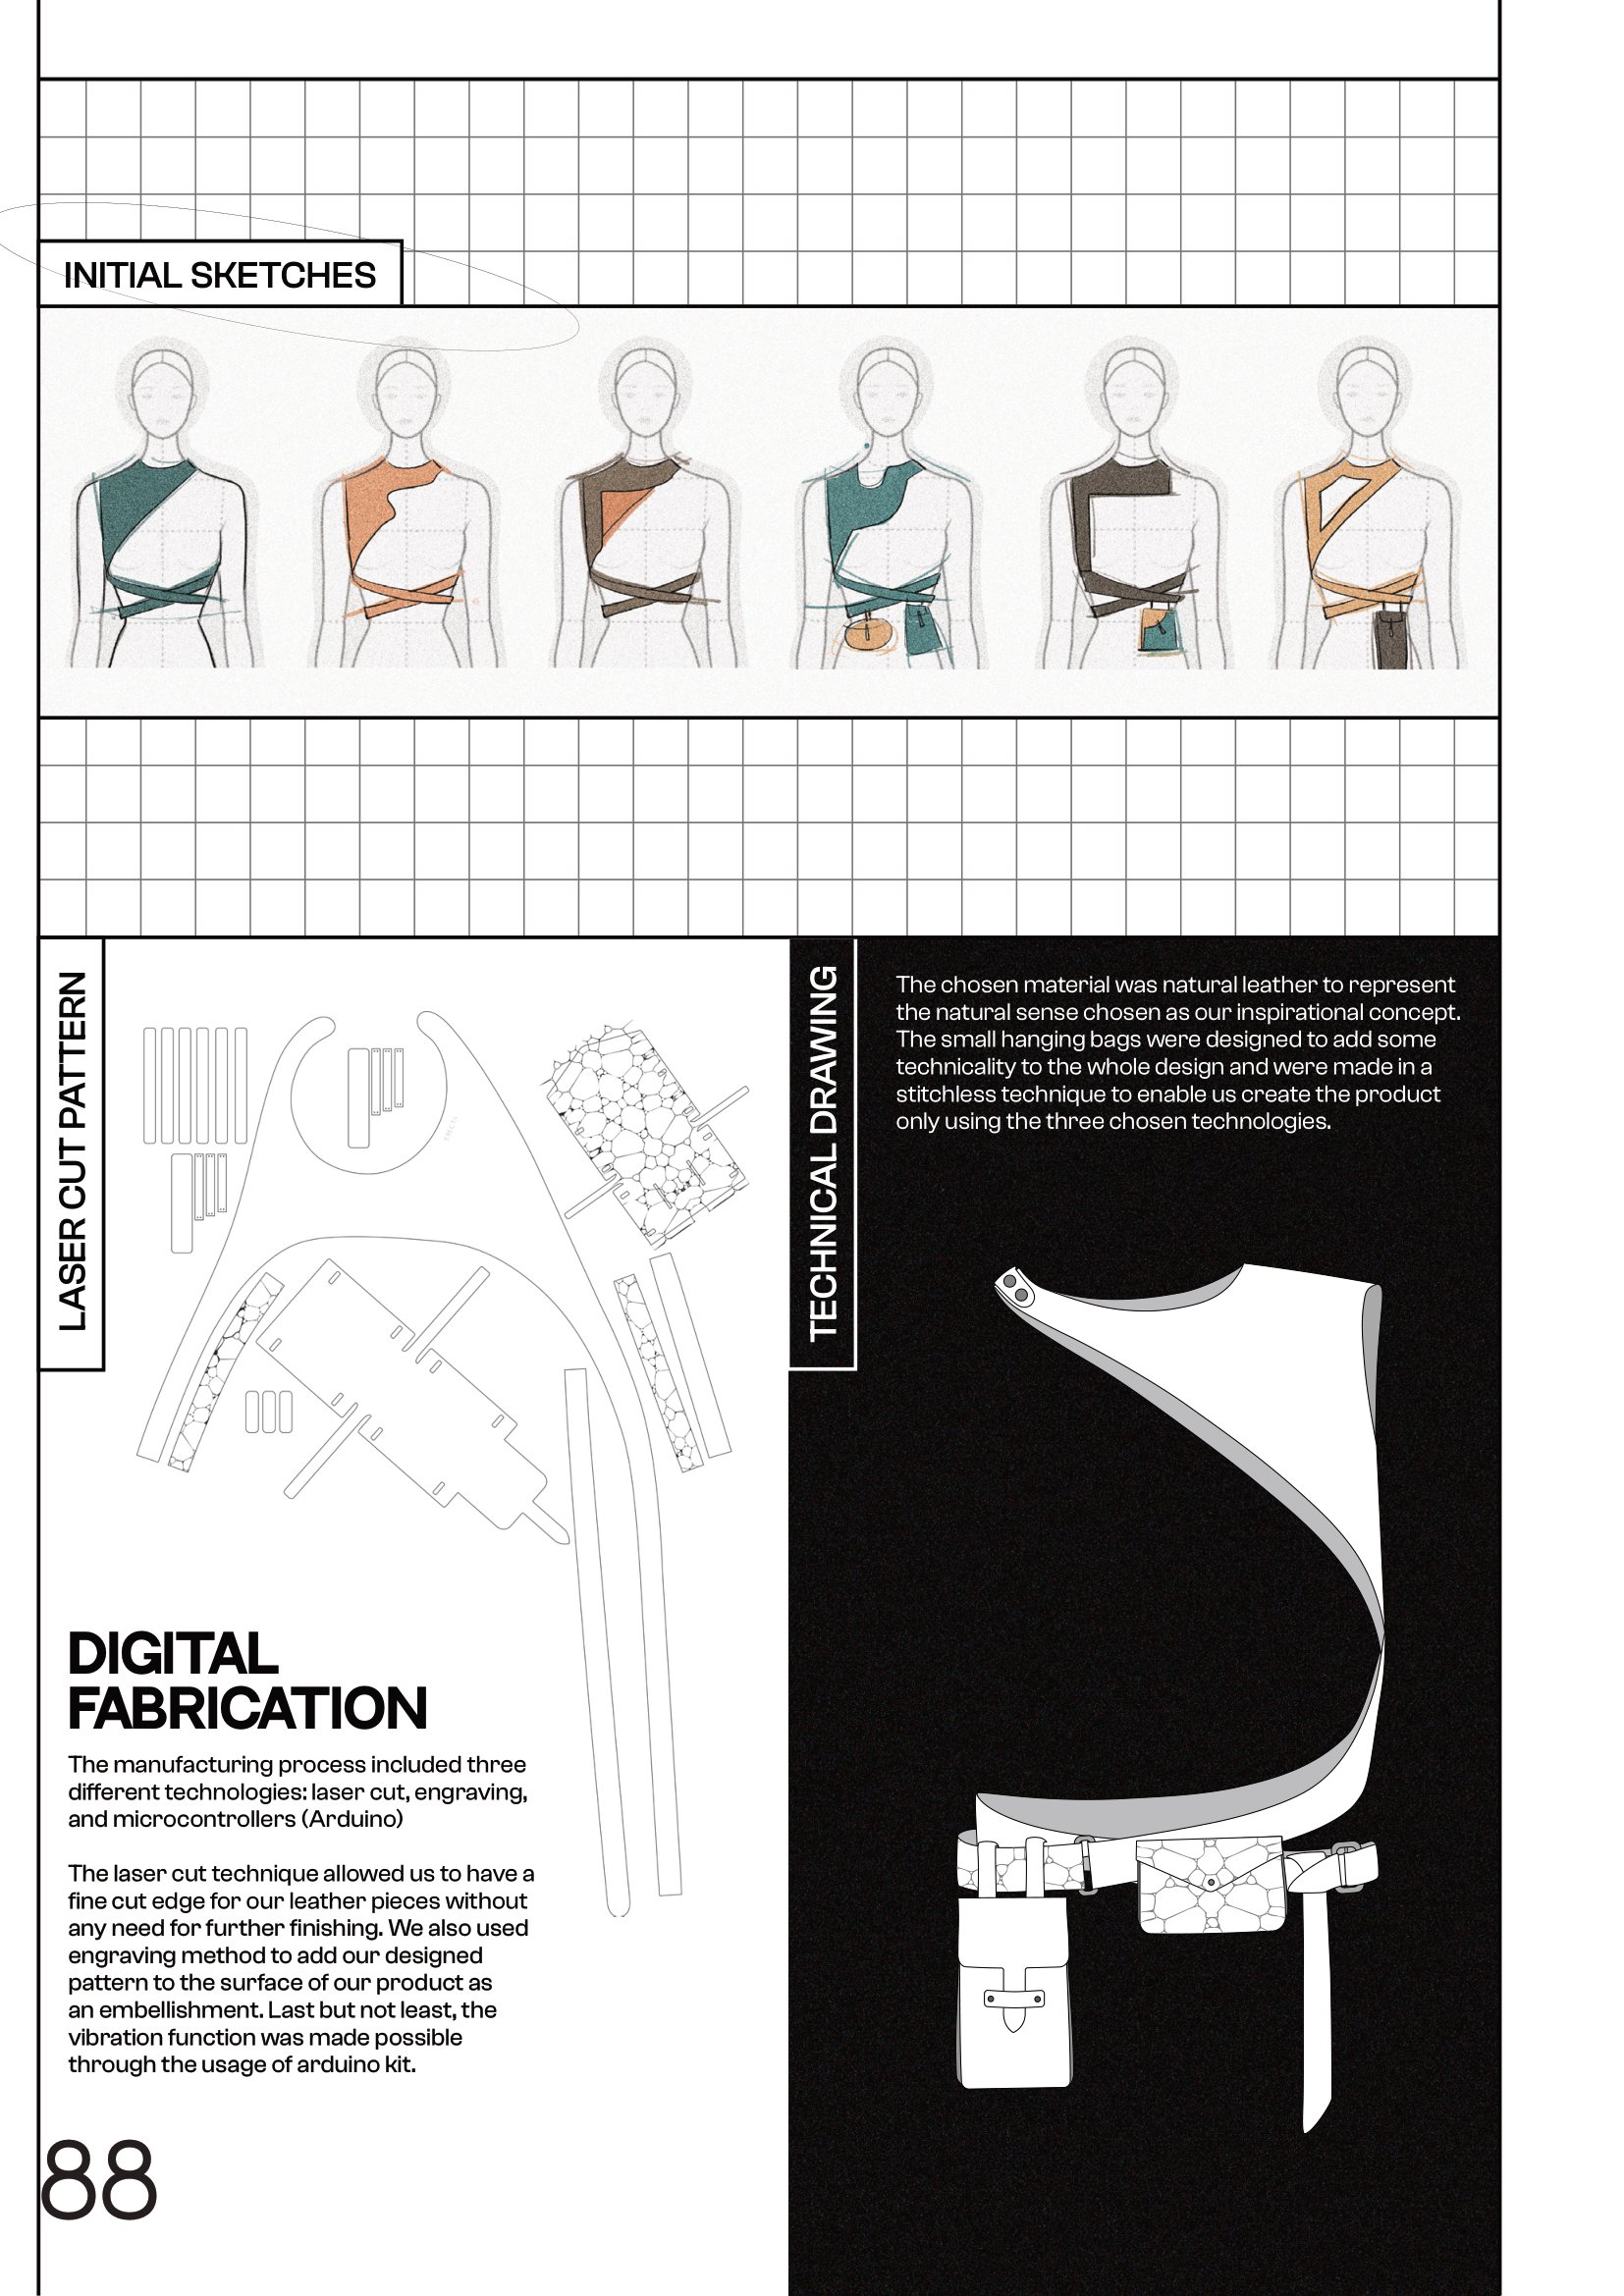 INITIAL SKETCHES
LASER CUT PATTERN
TECHNICAL DRAWING
The chosen material was natural leather to represent
the natural sense chosen as our inspirational concept.
The small hanging bags were designed to add some
technicality to the whole design and were made in a
stitchless technique to enable us create the product
only using the three chosen technologies.
DIGITAL
FABRICATION
The manufacturing process included three
different technologies: laser cut, engraving,
and microcontrollers (Arduino)
The laser cut technique allowed us to have a
fine cut edge for our leather pieces without
any need for further finishing. We also used
engraving method to add our designed
pattern to the surface of our product as
an embellishment. Last but not least, the
vibration function was made possible
through the usage of arduino kit.
88